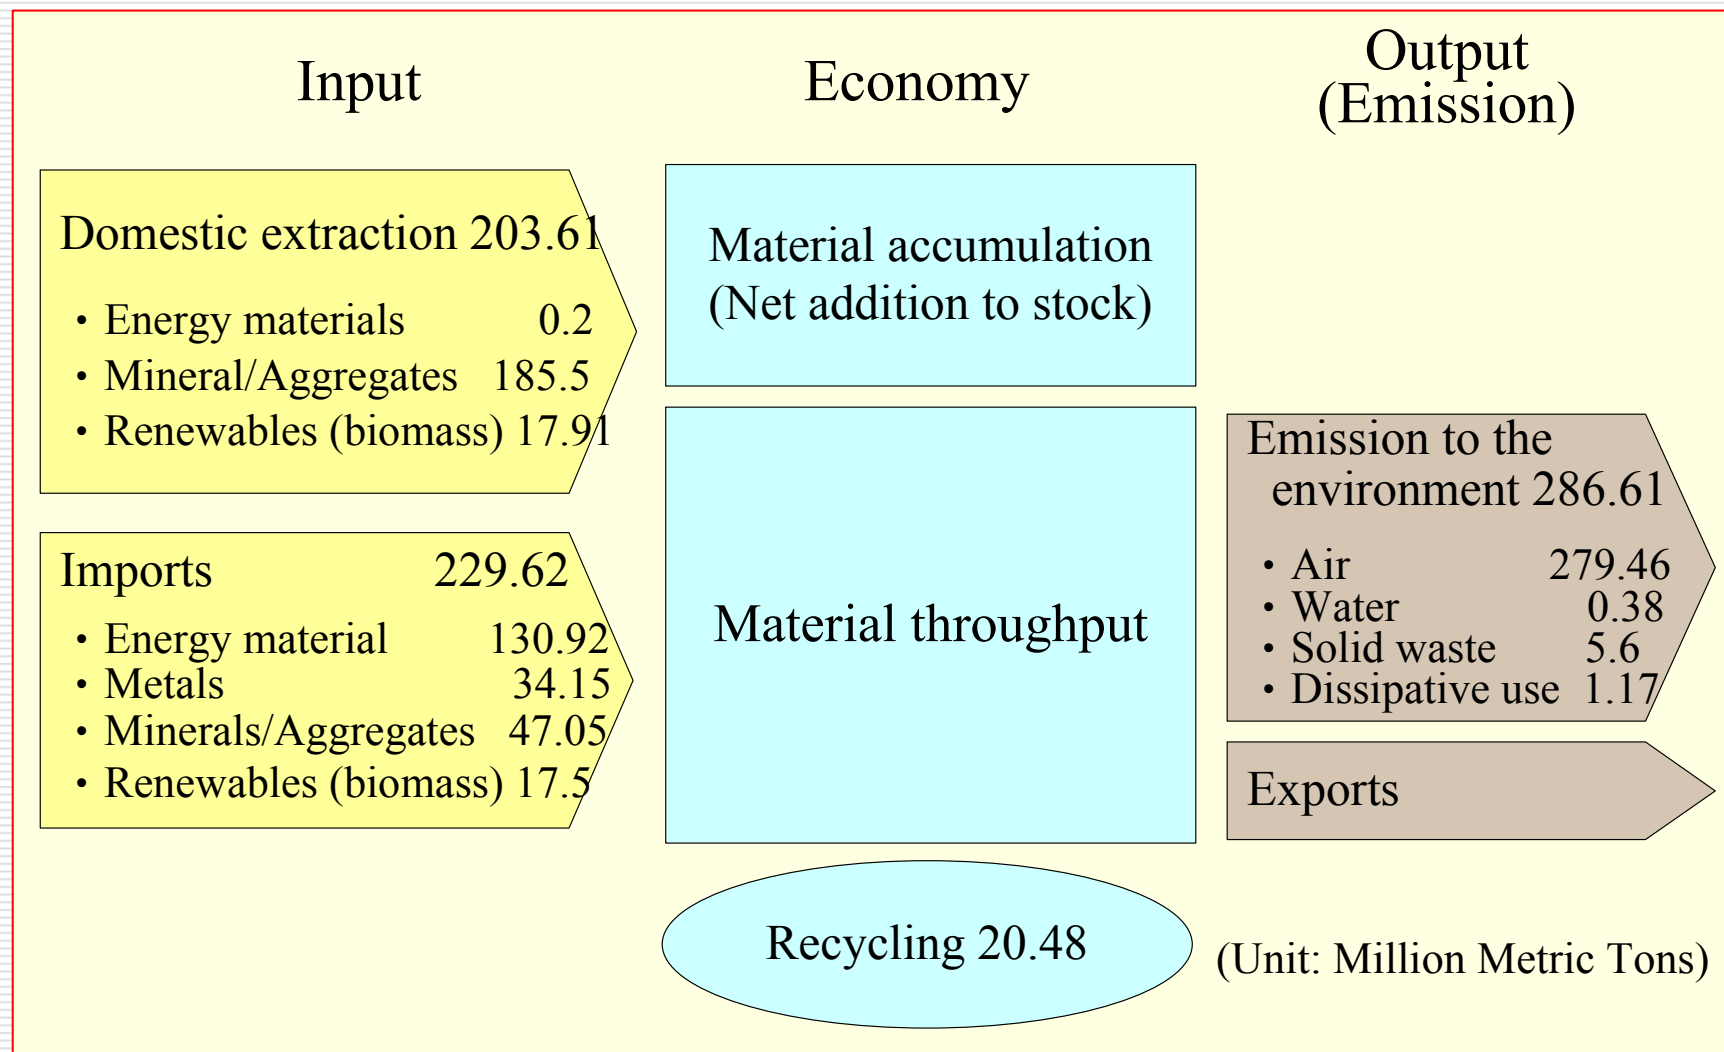 Input
Economy
Output
(Emission)
Domestic extraction 203.61
・Energy materials 0.2
・Mineral/Aggregates 185.5
・Renewables (biomass) 17.91
Imports 229.62
・Energy material 130.92
・Metals 34.15
・Minerals/Aggregates 47.05
・Renewables (biomass) 17.5
Material accumulation
(Net addition to stock)
Material throughput
Recycling 20.48
Emission to the
environment 286.61
・Air 279.46
・Water 0.38
・Solid waste 5.6
・Dissipative use 1.17
Exports
(Unit: Million Metric Tons)